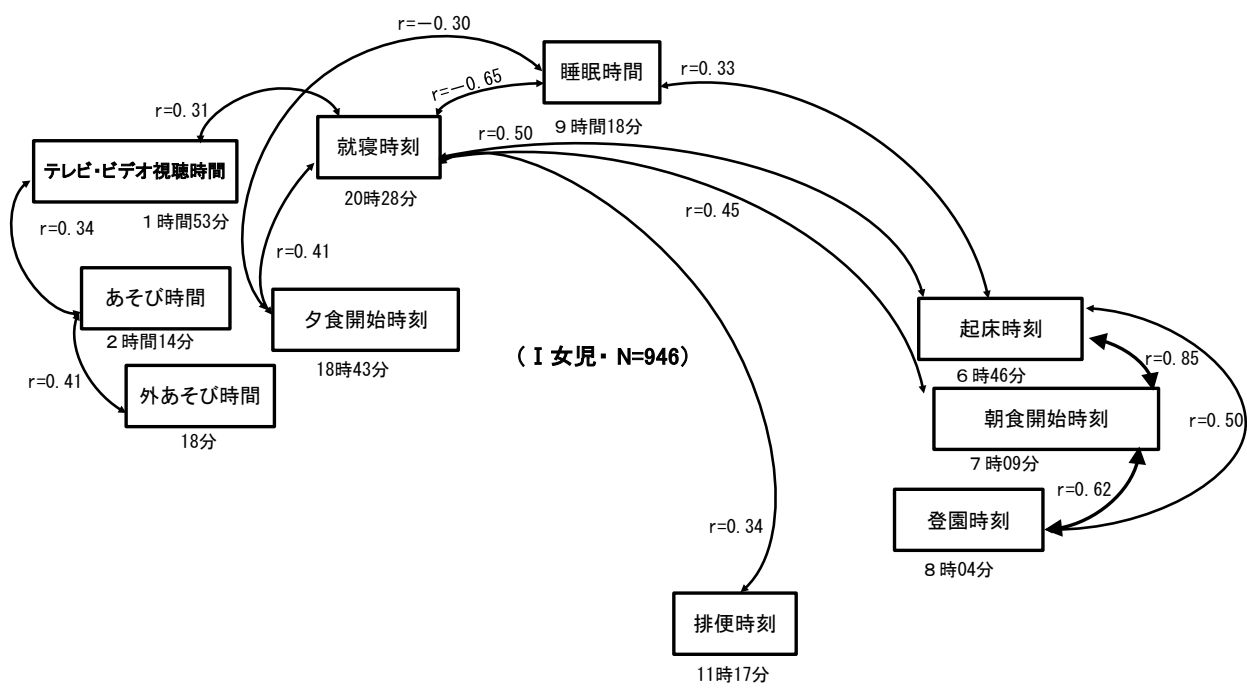 r=－0.30
睡眠時間
９時間18分
r=－0.65
r=0.33
r=0.31
就寝時刻
20時28分
r=0.50
テレビ・ビデオ視聴時間
１時間53分
r=0.45
r=0.34
r=0.41
あそび時間
２時間14分
夕食開始時刻
18時43分
起床時刻
６時46分
（Ⅰ女児・N=946）
r=0.85
r=0.41
外あそび時間
18分
朝食開始時刻
７時09分
r=0.50
r=0.62
登園時刻
８時04分
r=0.34
排便時刻
11時17分